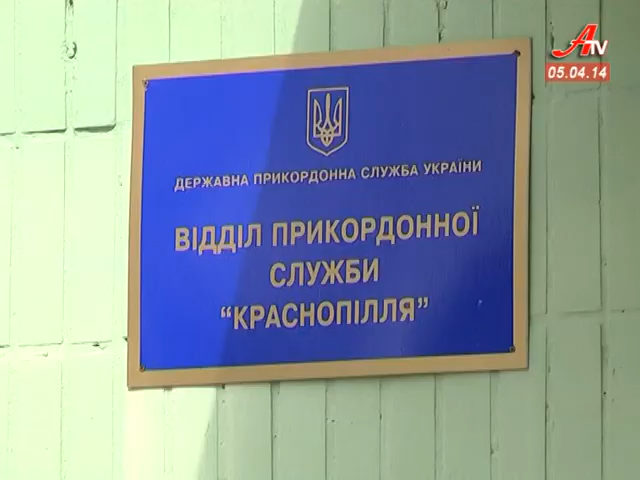 ATV
05.04.14
ДЕРЖАВНА ПРИКОРДОННА СЛУЖБА УКРАЇНИ
ВІДДІЛ ПРИКОРДОННОЇ
СЛУЖБИ
“КРАСНОПІЛЛЯ”